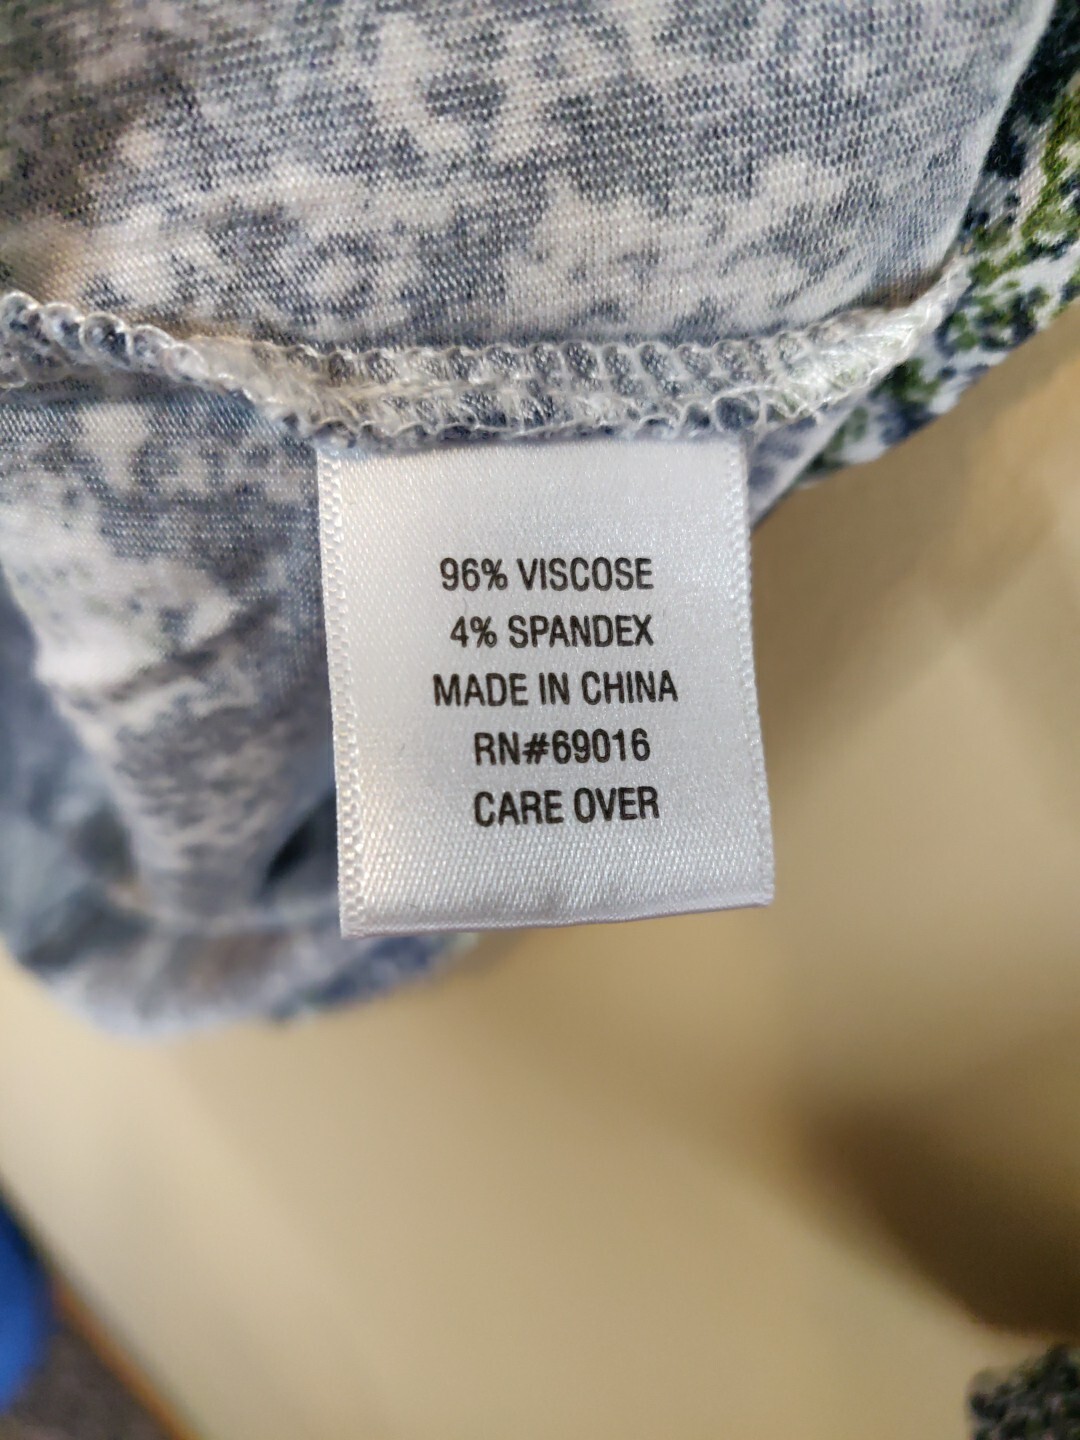 96% VISCOSE
4% SPANDEX
MADE IN CHINA
RN#69016
CARE OVER